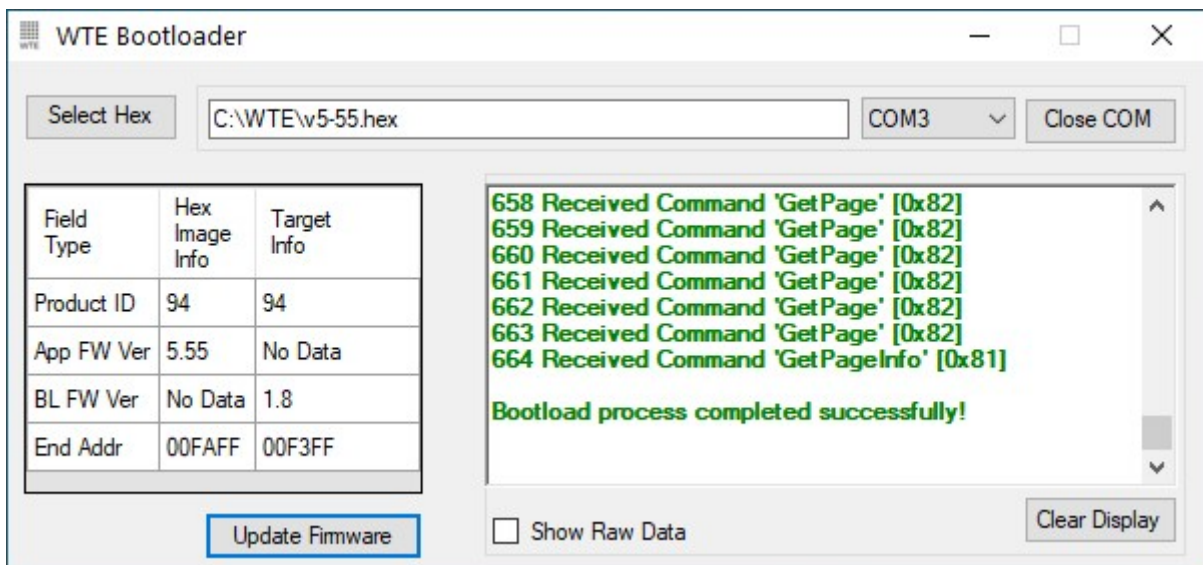 WTE
WTE Bootloader
Select Hex
C:\WTE\v5-55.hex
COM3
Close COM
Field Type Hex Image Info Target Info
Product ID 94 94
App FW Ver 5.55 No Data
BL FW Ver No Data 1.8
End Addr 00FAFF 00F3FF
Update Firmware
658 Received Command 'GetPage' [0x82]
659 Received Command 'GetPage' [0x82]
660 Received Command 'GetPage' [0x82]
661 Received Command 'GetPage' [0x82]
662 Received Command 'GetPage' [0x82]
663 Received Command 'GetPage' [0x82]
664 Received Command 'GetPageInfo' [0x81]
Bootload process completed successfully!
Show Raw Data
Clear Display